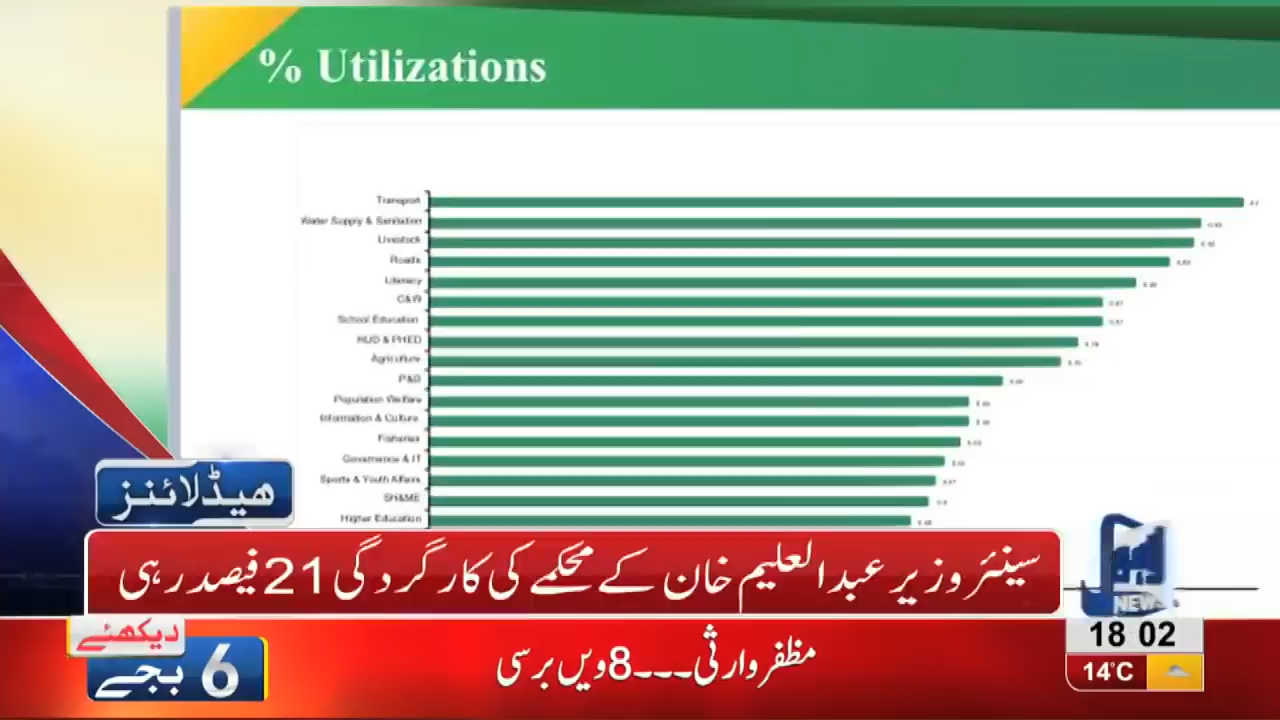 % Utilizations
Transport
Water Supply & Sanitation
Livestock
Roads
Literacy
C&W
School Education
HUD & PHED
Agriculture
P&D
Population Welfare
Information & Culture
Fisheries
Governance & IT
Sports & Youth Affairs
SH&ME
Higher Education
ھیڈلائنز
سینئر وزیر عبدالعلیم خان کے محکمے کی کارگردگی 21 فیصد رہی
NEWS
دیکھئے
6 بجے
مظفر وارثی۔۔۔8ویں برسی
18 02
14°C